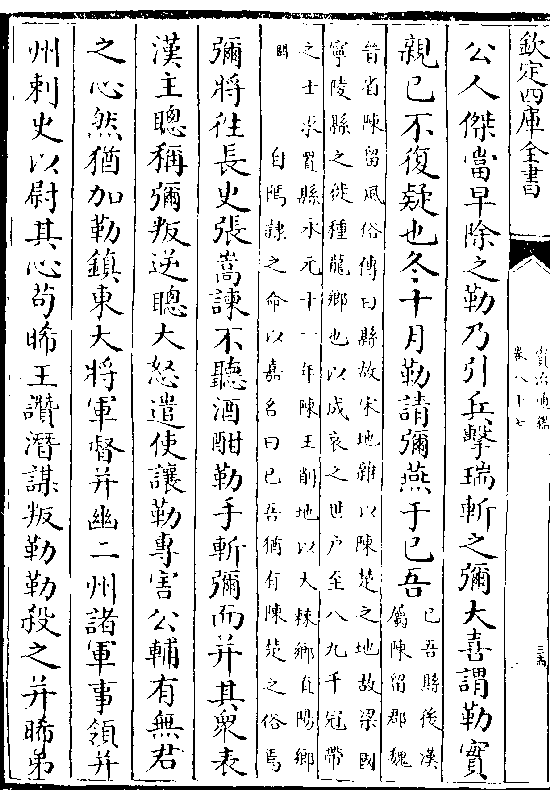 欽定四庫全書
資治通鑑
卷八十七
公人傑當早除之勒乃引兵擊瑞斬之彌大喜謂勒實
親己不復疑也冬十月勒請彌燕于已吾
已吾縣後漢
屬陳留郡魏
晉省陳留風俗傳曰縣故宋地雜以陳楚之地故梁國
寧陵縣之徙種龍鄉也以成哀之世户至八九千冠帶
之士求置縣永元十一年陳王削地以大棘鄉直陽鄉
自隔隷之命以嘉名曰已吾猶有陳楚之俗焉
彌將往長史張嵩諫不聽酒酣勒手斬彌而并其衆表
漢主聰稱彌叛逆聰大怒遣使讓勒專害公輔有無君
之心然猶加勒鎮東大將軍督并幽二州諸軍事領并
州刺史以尉其心苟晞王讚潛謀叛勒勒殺之并晞弟